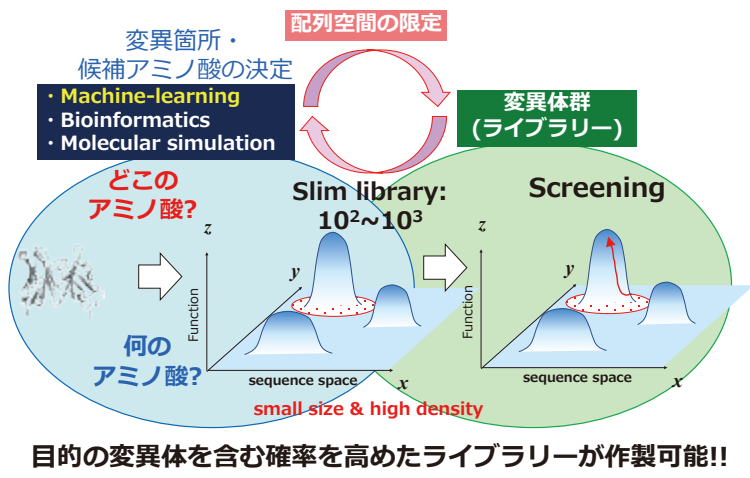 配列空間の限定
変異箇所・
候補アミノ酸の決定
・Machine-learning
・Bioinformatics
・Molecular simulation
変異体群
(ライブラリー)
どこの
アミノ酸?
何の
アミノ酸?
Slim library:
10²~10³
z
y
Function
sequence space
x
small size & high density
Screening
z
y
Function
sequence space
x
目的の変異体を含む確率を高めたライブラリーが作製可能!!